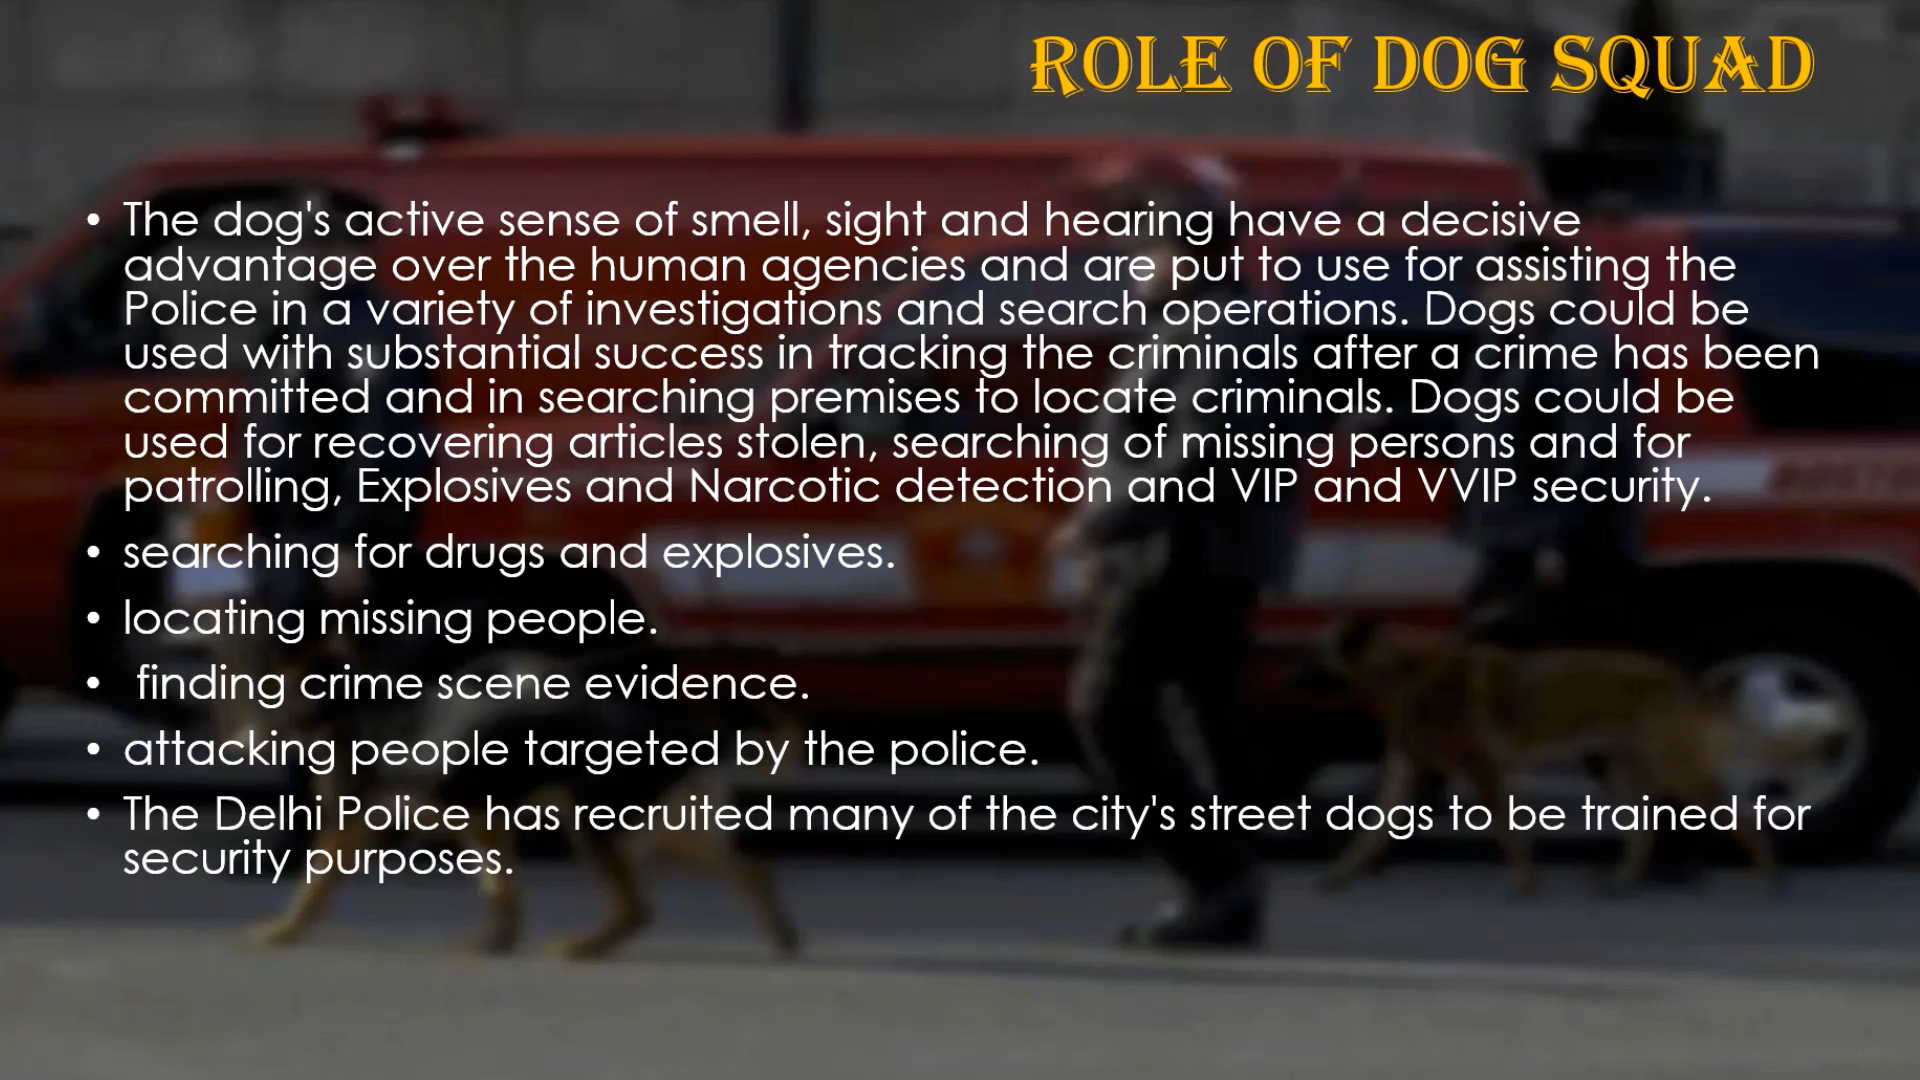 ROLE OF DOG SQUAD
• The dog's active sense of smell, sight and hearing have a decisive
advantage over the human agencies and are put to use for assisting the
Police in a variety of investigations and search operations. Dogs could be
used with substantial success in tracking the criminals after a crime has been
committed and in searching premises to locate criminals. Dogs could be
used for recovering articles stolen, searching of missing persons and for
patrolling, Explosives and Narcotic detection and VIP and VVIP security.
• searching for drugs and explosives.
• locating missing people.
• finding crime scene evidence.
• attacking people targeted by the police.
• The Delhi Police has recruited many of the city's street dogs to be trained for
security purposes.